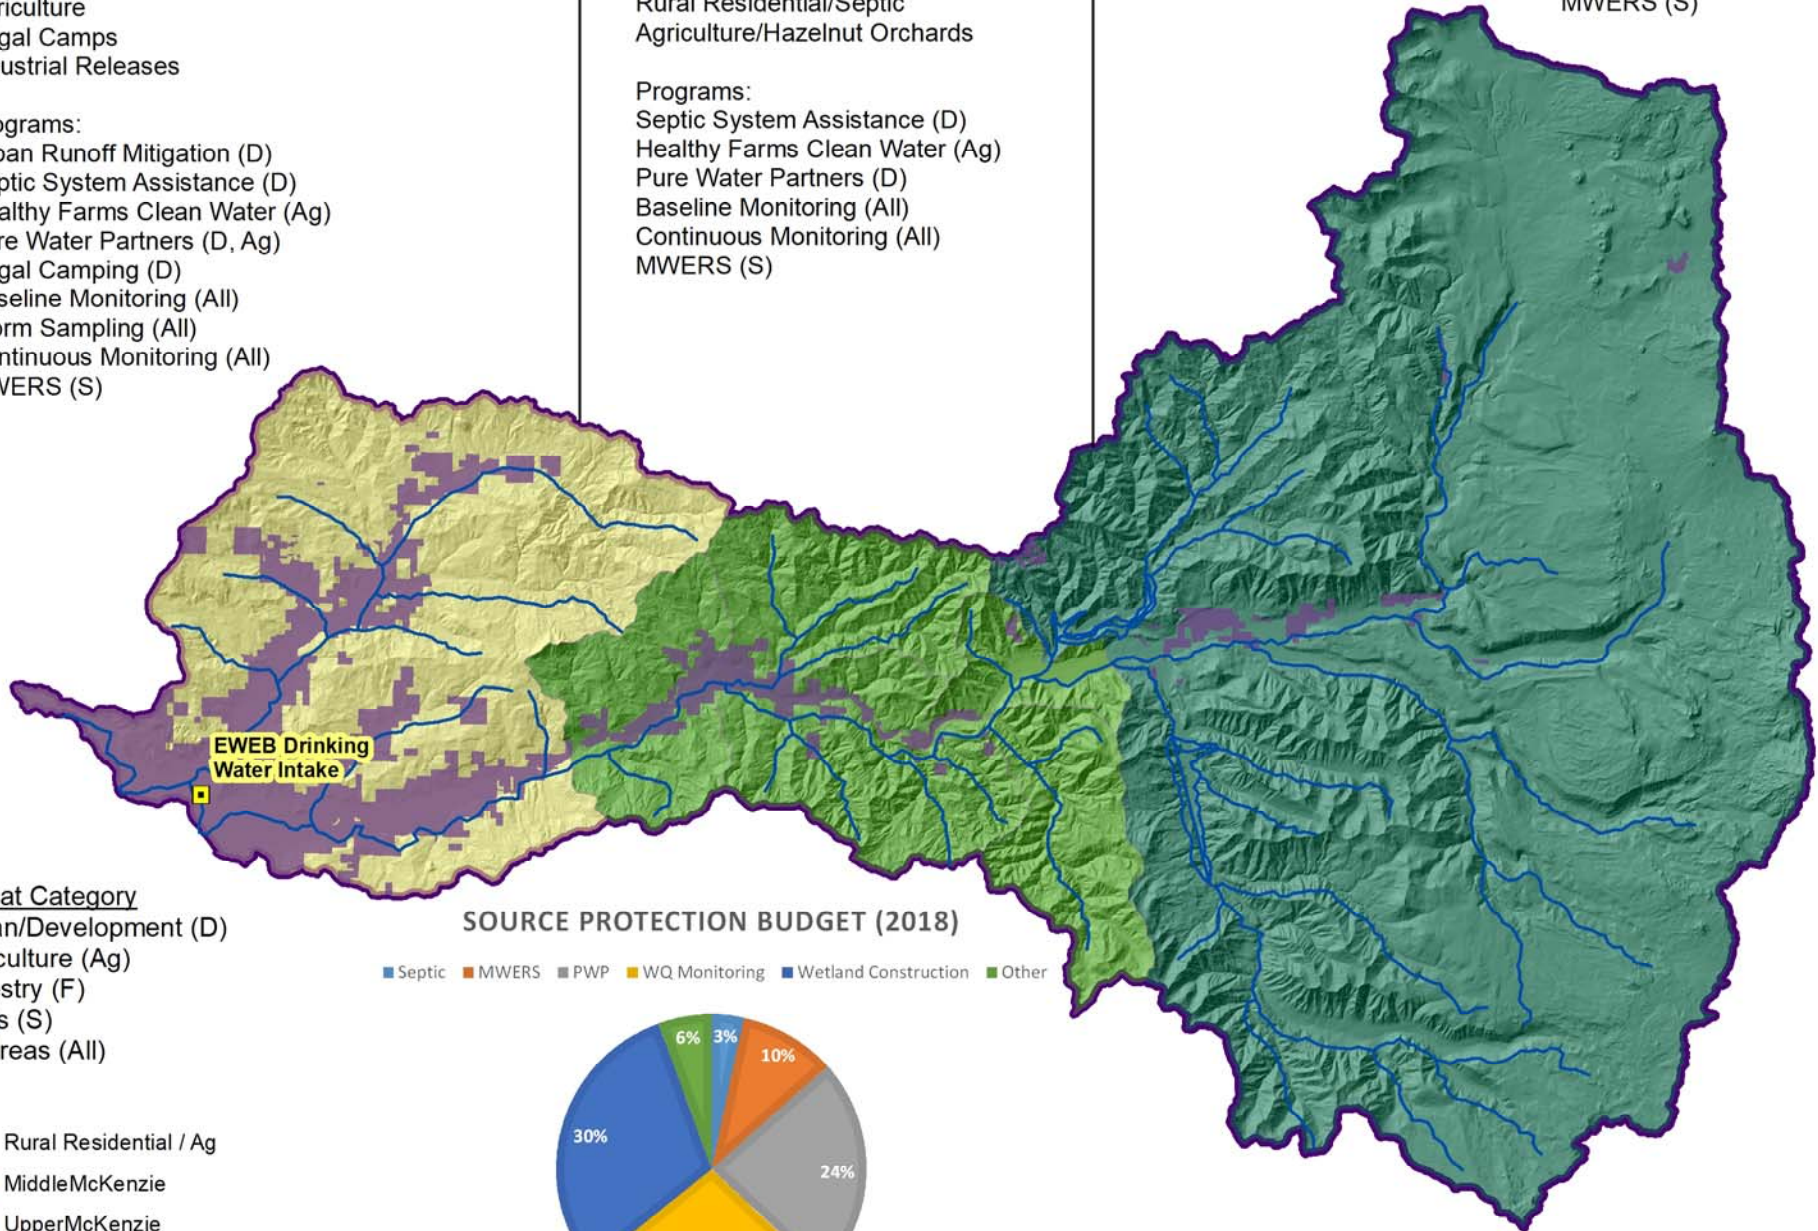 riculture
gal Camps
ustrial Releases
ograms:
ban Runoff Mitigation (D)
ptic System Assistance (D)
althy Farms Clean Water (Ag)
re Water Partners (D, Ag)
gal Camping (D)
seline Monitoring (All)
orm Sampling (All)
ntinuous Monitoring (All)
WERS (S)
Rural Residential/Septic
Agriculture/Hazelnut Orchards
Programs:
Septic System Assistance (D)
Healthy Farms Clean Water (Ag)
Pure Water Partners (D)
Baseline Monitoring (All)
Continuous Monitoring (All)
MWERS (S)
MWERS (S)
EWEB Drinking
Water Intake
at Category
an/Development (D)
culture (Ag)
stry (F)
s (S)
reas (All)
Rural Residential / Ag
MiddleMcKenzie
UpperMcKenzie
SOURCE PROTECTION BUDGET (2018)
Septic MWERS PWP WQ Monitoring Wetland Construction Other
6% 3%
10%
30%
24%